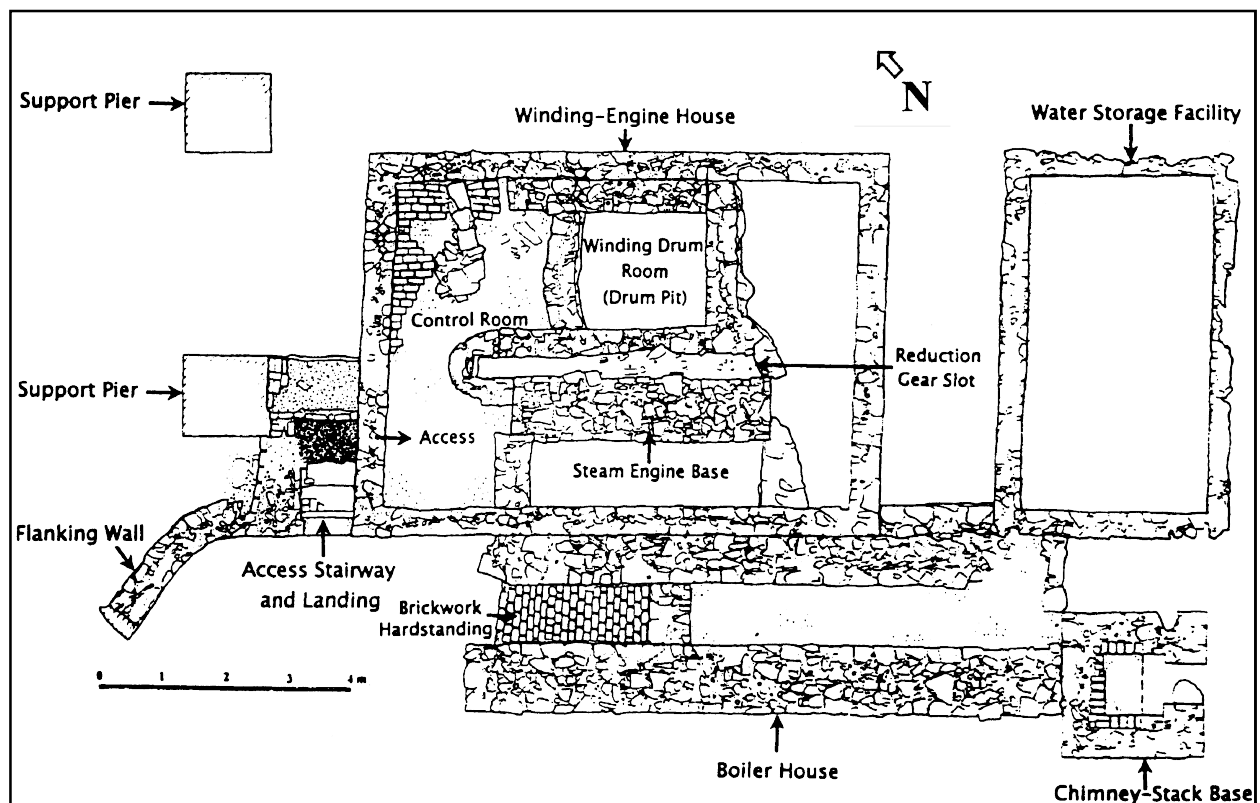 N
Support Pier
Winding-Engine House
Water Storage Facility
Winding Drum
Room
(Drum Pit)
Control Room
Reduction
Gear Slot
Support Pier
Access
Steam Engine Base
Flanking Wall
Access Stairway
and Landing
Brickwork
Hardstanding
0 1 2 3 4 m
Boiler House
Chimney-Stack Base